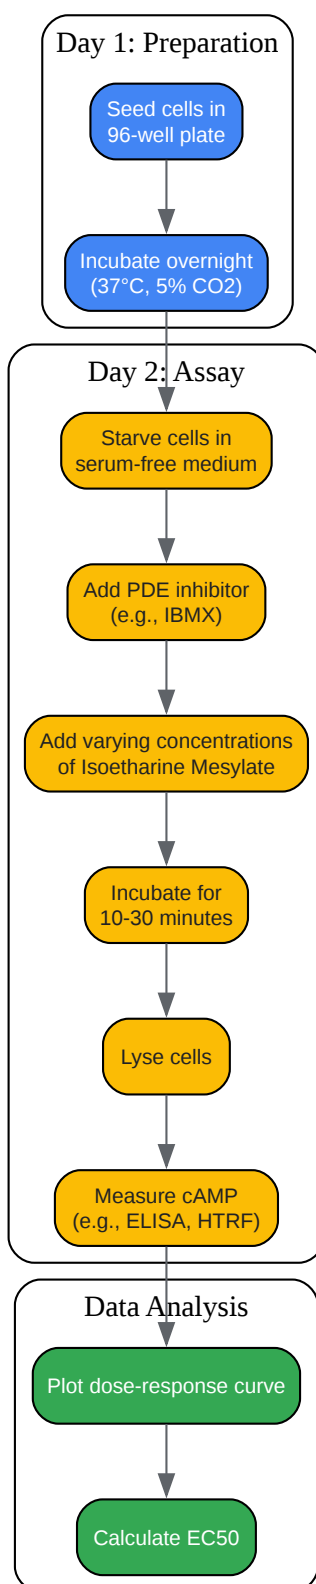 Day 1: Preparation
Seed cells in
96-well plate
Incubate overnight
(37°C, 5% CO2)
Day 2: Assay
Starve cells in
serum-free medium
Add PDE inhibitor
(e.g., IBMX)
Add varying concentrations
of Isoetharine Mesylate
Incubate for
10-30 minutes
Lyse cells
Measure cAMP
(e.g., ELISA, HTRF)
Data Analysis
Plot dose-response curve
Calculate EC50